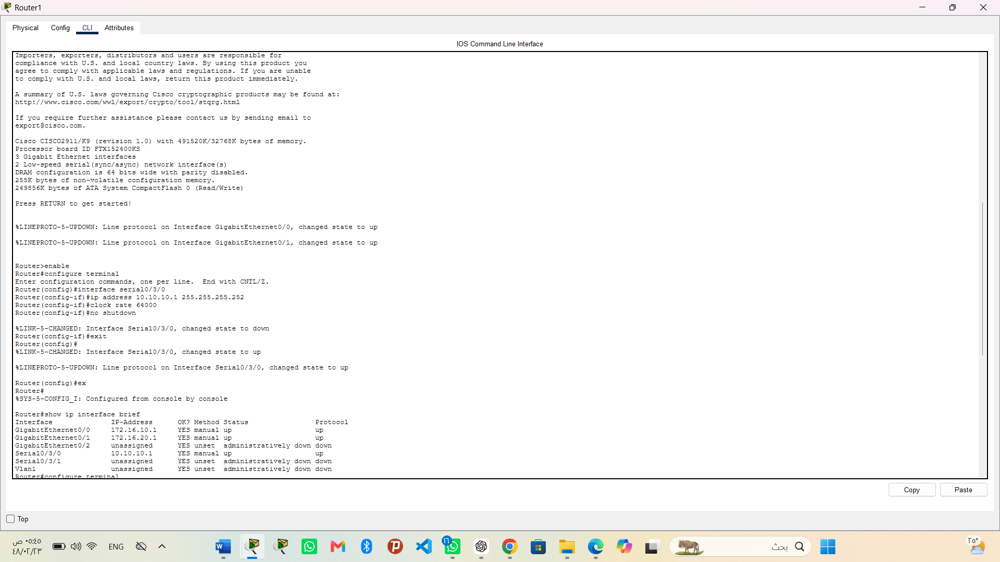 Router1
Physical Config CLI Attributes
IOS Command Line Interface
Importers, exporters, distributors and users are responsible for
compliance with U.S. and local country laws. By using this product you
agree to comply with applicable laws and regulations. If you are unable
to comply with U.S. and local laws, return this product immediately.
A summary of U.S. laws governing Cisco cryptographic products may be found at:
http://www.cisco.com/wwl/export/crypto/tool/stqrg.html
If you require further assistance please contact us by sending email to
export@cisco.com.
Cisco CISCO2911/K9 (revision 1.0) with 491520K/32768K bytes of memory.
Processor board ID FTX152400KS
3 Gigabit Ethernet interfaces
2 Low-speed serial(sync/async) network interface(s)
DRAM configuration is 64 bits wide with parity disabled.
255K bytes of non-volatile configuration memory.
249856K bytes of ATA System CompactFlash 0 (Read/Write)
Press RETURN to get started!
%LINEPROTO-5-UPDOWN: Line protocol on Interface GigabitEthernet0/0, changed state to up
%LINEPROTO-5-UPDOWN: Line protocol on Interface GigabitEthernet0/1, changed state to up
Router>enable
Router#configure terminal
Enter configuration commands, one per line.  End with CNTL/Z.
Router(config)#interface serial0/3/0
Router(config-if)#ip address 10.10.10.1 255.255.255.252
Router(config-if)#clock rate 64000
Router(config-if)#no shutdown
%LINK-5-CHANGED: Interface Serial0/3/0, changed state to down
Router(config-if)#exit
Router(config)#
%LINK-5-CHANGED: Interface Serial0/3/0, changed state to up
%LINEPROTO-5-UPDOWN: Line protocol on Interface Serial0/3/0, changed state to up
Router(config)#ex
Router#
%SYS-5-CONFIG_I: Configured from console by console
Router#show ip interface brief
Interface IP-Address OK? Method Status Protocol
GigabitEthernet0/0 172.16.10.1 YES manual up up
GigabitEthernet0/1 172.16.20.1 YES manual up up
GigabitEthernet0/2 unassigned YES unset administratively down down
Serial0/3/0 10.10.10.1 YES manual up up
Serial0/3/1 unassigned YES unset administratively down down
Vlan1 unassigned YES unset administratively down down
Router#configure terminal
Copy Paste
Top
٠٥:٤٥ ص
٤٨/٠٢/٢٣
ENG
١٦
بحث
٢٥°